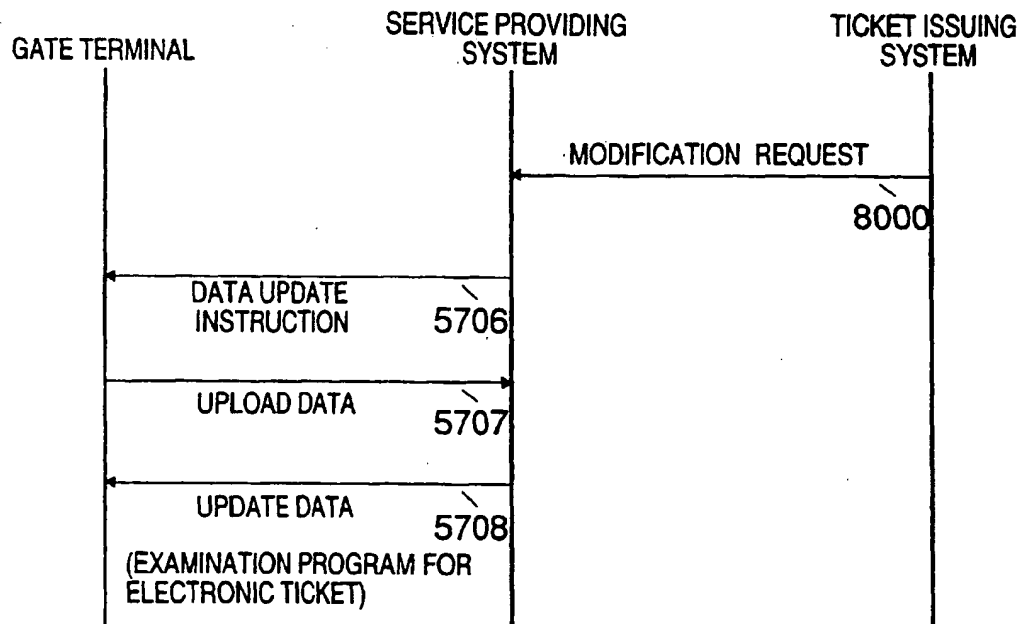 GATE TERMINAL
SERVICE PROVIDING
SYSTEM
TICKET ISSUING
SYSTEM
MODIFICATION REQUEST
8000
DATA UPDATE
INSTRUCTION
5706
UPLOAD DATA
5707
UPDATE DATA
5708
(EXAMINATION PROGRAM FOR
ELECTRONIC TICKET)